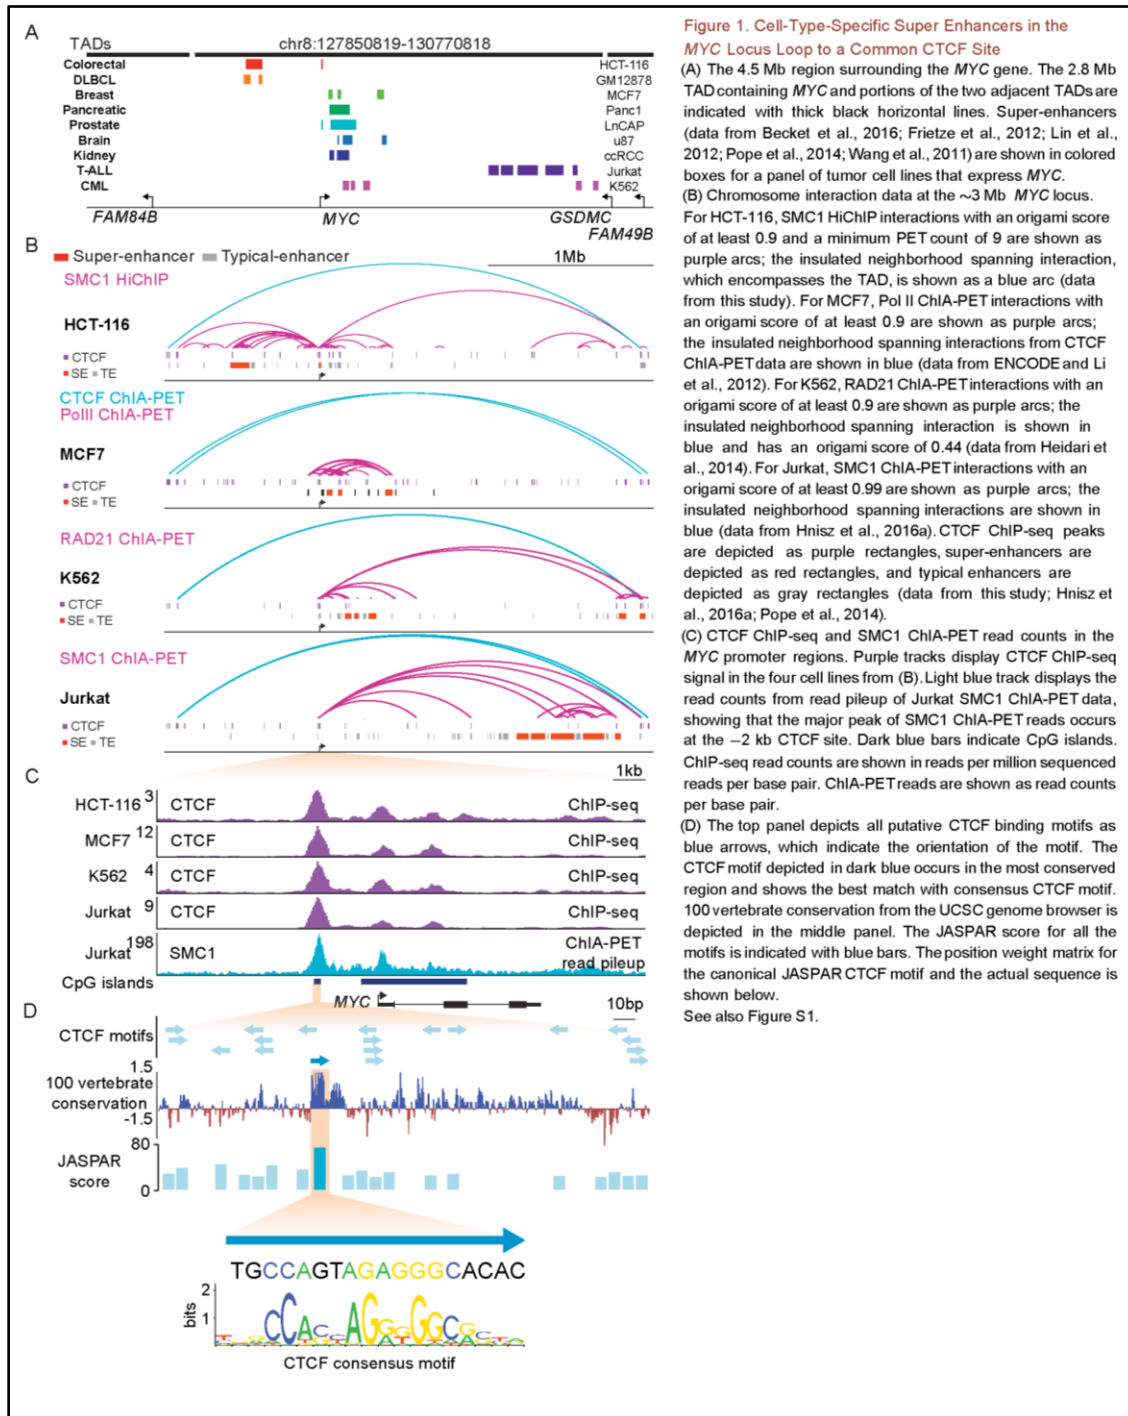 A
TADs
chr8:127850819-130770818
Colorectal
HCT-116
DLBCL
GM12878
Breast
MCF7
Pancreatic
Panc1
Prostate
LnCAP
Brain
u87
Kidney
ccRCC
T-ALL
Jurkat
CML
K562
FAM84B
MYC
GSDMC
FAM49B
B
Super-enhancer
Typical-enhancer
1Mb
SMC1 HiChIP
HCT-116
CTCF
SE TE
CTCF ChIA-PET
PolII ChIA-PET
MCF7
CTCF
SE TE
RAD21 ChIA-PET
K562
CTCF
SE TE
SMC1 ChIA-PET
Jurkat
CTCF
SE TE
C
1kb
HCT-116 3 CTCF ChIP-seq
MCF7 12 CTCF ChIP-seq
K562 4 CTCF ChIP-seq
Jurkat 9 CTCF ChIP-seq
Jurkat 198 SMC1 ChIA-PET
read pileup
CpG islands
MYC
10bp
D
CTCF motifs
1.5
100 vertebrate
conservation
-1.5
80
JASPAR
score
0
TGCCAGTAGAGGGCACAC
2
1
bits
CTCF consensus motif
Figure 1. Cell-Type-Specific Super Enhancers in the
MYC Locus Loop to a Common CTCF Site
(A) The 4.5 Mb region surrounding the MYC gene. The 2.8 Mb
TAD containing MYC and portions of the two adjacent TADs are
indicated with thick black horizontal lines. Super-enhancers
(data from Becket et al., 2016; Frietze et al., 2012; Lin et al.,
2012; Pope et al., 2014; Wang et al., 2011) are shown in colored
boxes for a panel of tumor cell lines that express MYC.
(B) Chromosome interaction data at the ~3 Mb MYC locus.
For HCT-116, SMC1 HiChIP interactions with an origami score
of at least 0.9 and a minimum PET count of 9 are shown as
purple arcs; the insulated neighborhood spanning interaction,
which encompasses the TAD, is shown as a blue arc (data
from this study). For MCF7, Pol II ChIA-PET interactions with
an origami score of at least 0.9 are shown as purple arcs;
the insulated neighborhood spanning interactions from CTCF
ChIA-PET data are shown in blue (data from ENCODE and Li
et al., 2012). For K562, RAD21 ChIA-PET interactions with an
origami score of at least 0.9 are shown as purple arcs; the
insulated neighborhood spanning interaction is shown in
blue and has an origami score of 0.44 (data from Heidari et
al., 2014). For Jurkat, SMC1 ChIA-PET interactions with an
origami score of at least 0.99 are shown as purple arcs; the
insulated neighborhood spanning interactions are shown in
blue (data from Hnisz et al., 2016a). CTCF ChIP-seq peaks
are depicted as purple rectangles, super-enhancers are
depicted as red rectangles, and typical enhancers are
depicted as gray rectangles (data from this study; Hnisz et
al., 2016a; Pope et al., 2014).
(C) CTCF ChIP-seq and SMC1 ChIA-PET read counts in the
MYC promoter regions. Purple tracks display CTCF ChIP-seq
signal in the four cell lines from (B). Light blue track displays the
read counts from read pileup of Jurkat SMC1 ChIA-PET data,
showing that the major peak of SMC1 ChIA-PET reads occurs
at the −2 kb CTCF site. Dark blue bars indicate CpG islands.
ChIP-seq read counts are shown in reads per million sequenced
reads per base pair. ChIA-PET reads are shown as read counts
per base pair.
(D) The top panel depicts all putative CTCF binding motifs as
blue arrows, which indicate the orientation of the motif. The
CTCF motif depicted in dark blue occurs in the most conserved
region and shows the best match with consensus CTCF motif.
100 vertebrate conservation from the UCSC genome browser is
depicted in the middle panel. The JASPAR score for all the
motifs is indicated with blue bars. The position weight matrix for
the canonical JASPAR CTCF motif and the actual sequence is
shown below.
See also Figure S1.